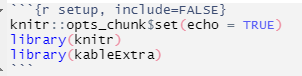 ```{r setup, include=FALSE}
knitr::opts_chunk$set(echo = TRUE)
library(knitr)
library(kableExtra)
```